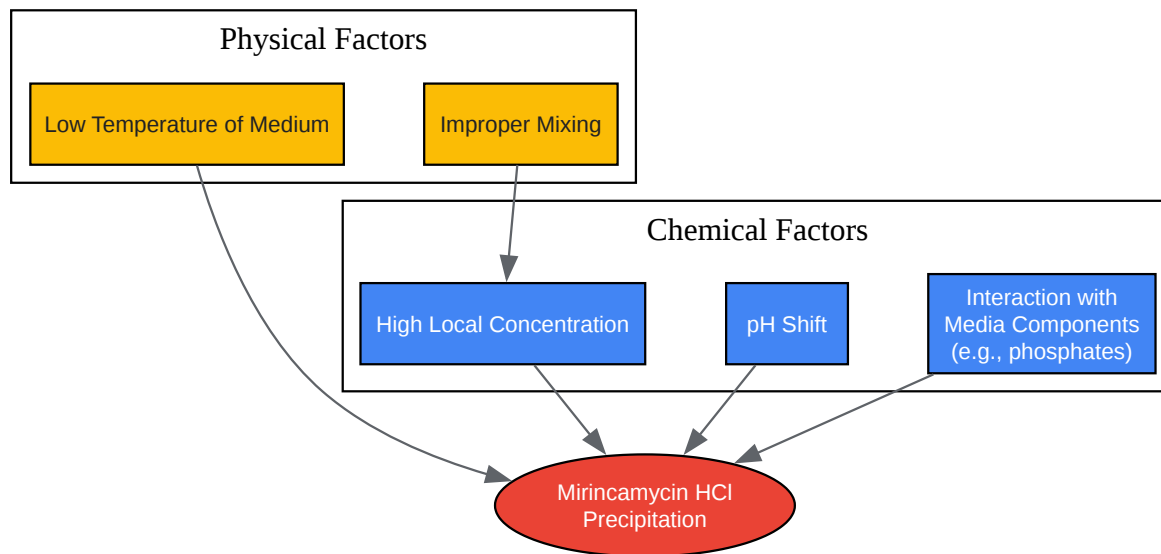 Physical Factors
Low Temperature of Medium
Improper Mixing
Chemical Factors
High Local Concentration
pH Shift
Interaction with
Media Components
(e.g., phosphates)
Mirincamycin HCl
Precipitation